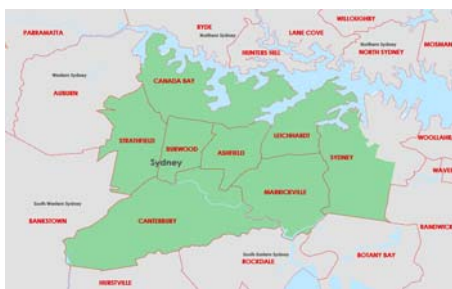 WILLOUGHBY
PARRAMATTA
RYDE
LANE COVE
Northern Sydney
Northern Sydney
MOSMAN
HUNTERS HILL
NORTH SYDNEY
Western Sydney
CANADA BAY
AUBURN
STRATHFIELD
BURWOOD
LEICHHARDT
WOOLLAHRA
ASHFIELD
SYDNEY
Sydney
WAVE
MARRICKVILLE
South Western Sydney
BANKSTOWN
CANTERBURY
RANDWICK
South Eastern Sydney
ROCKDALE
BOTANY BAY
HURSTVILLE